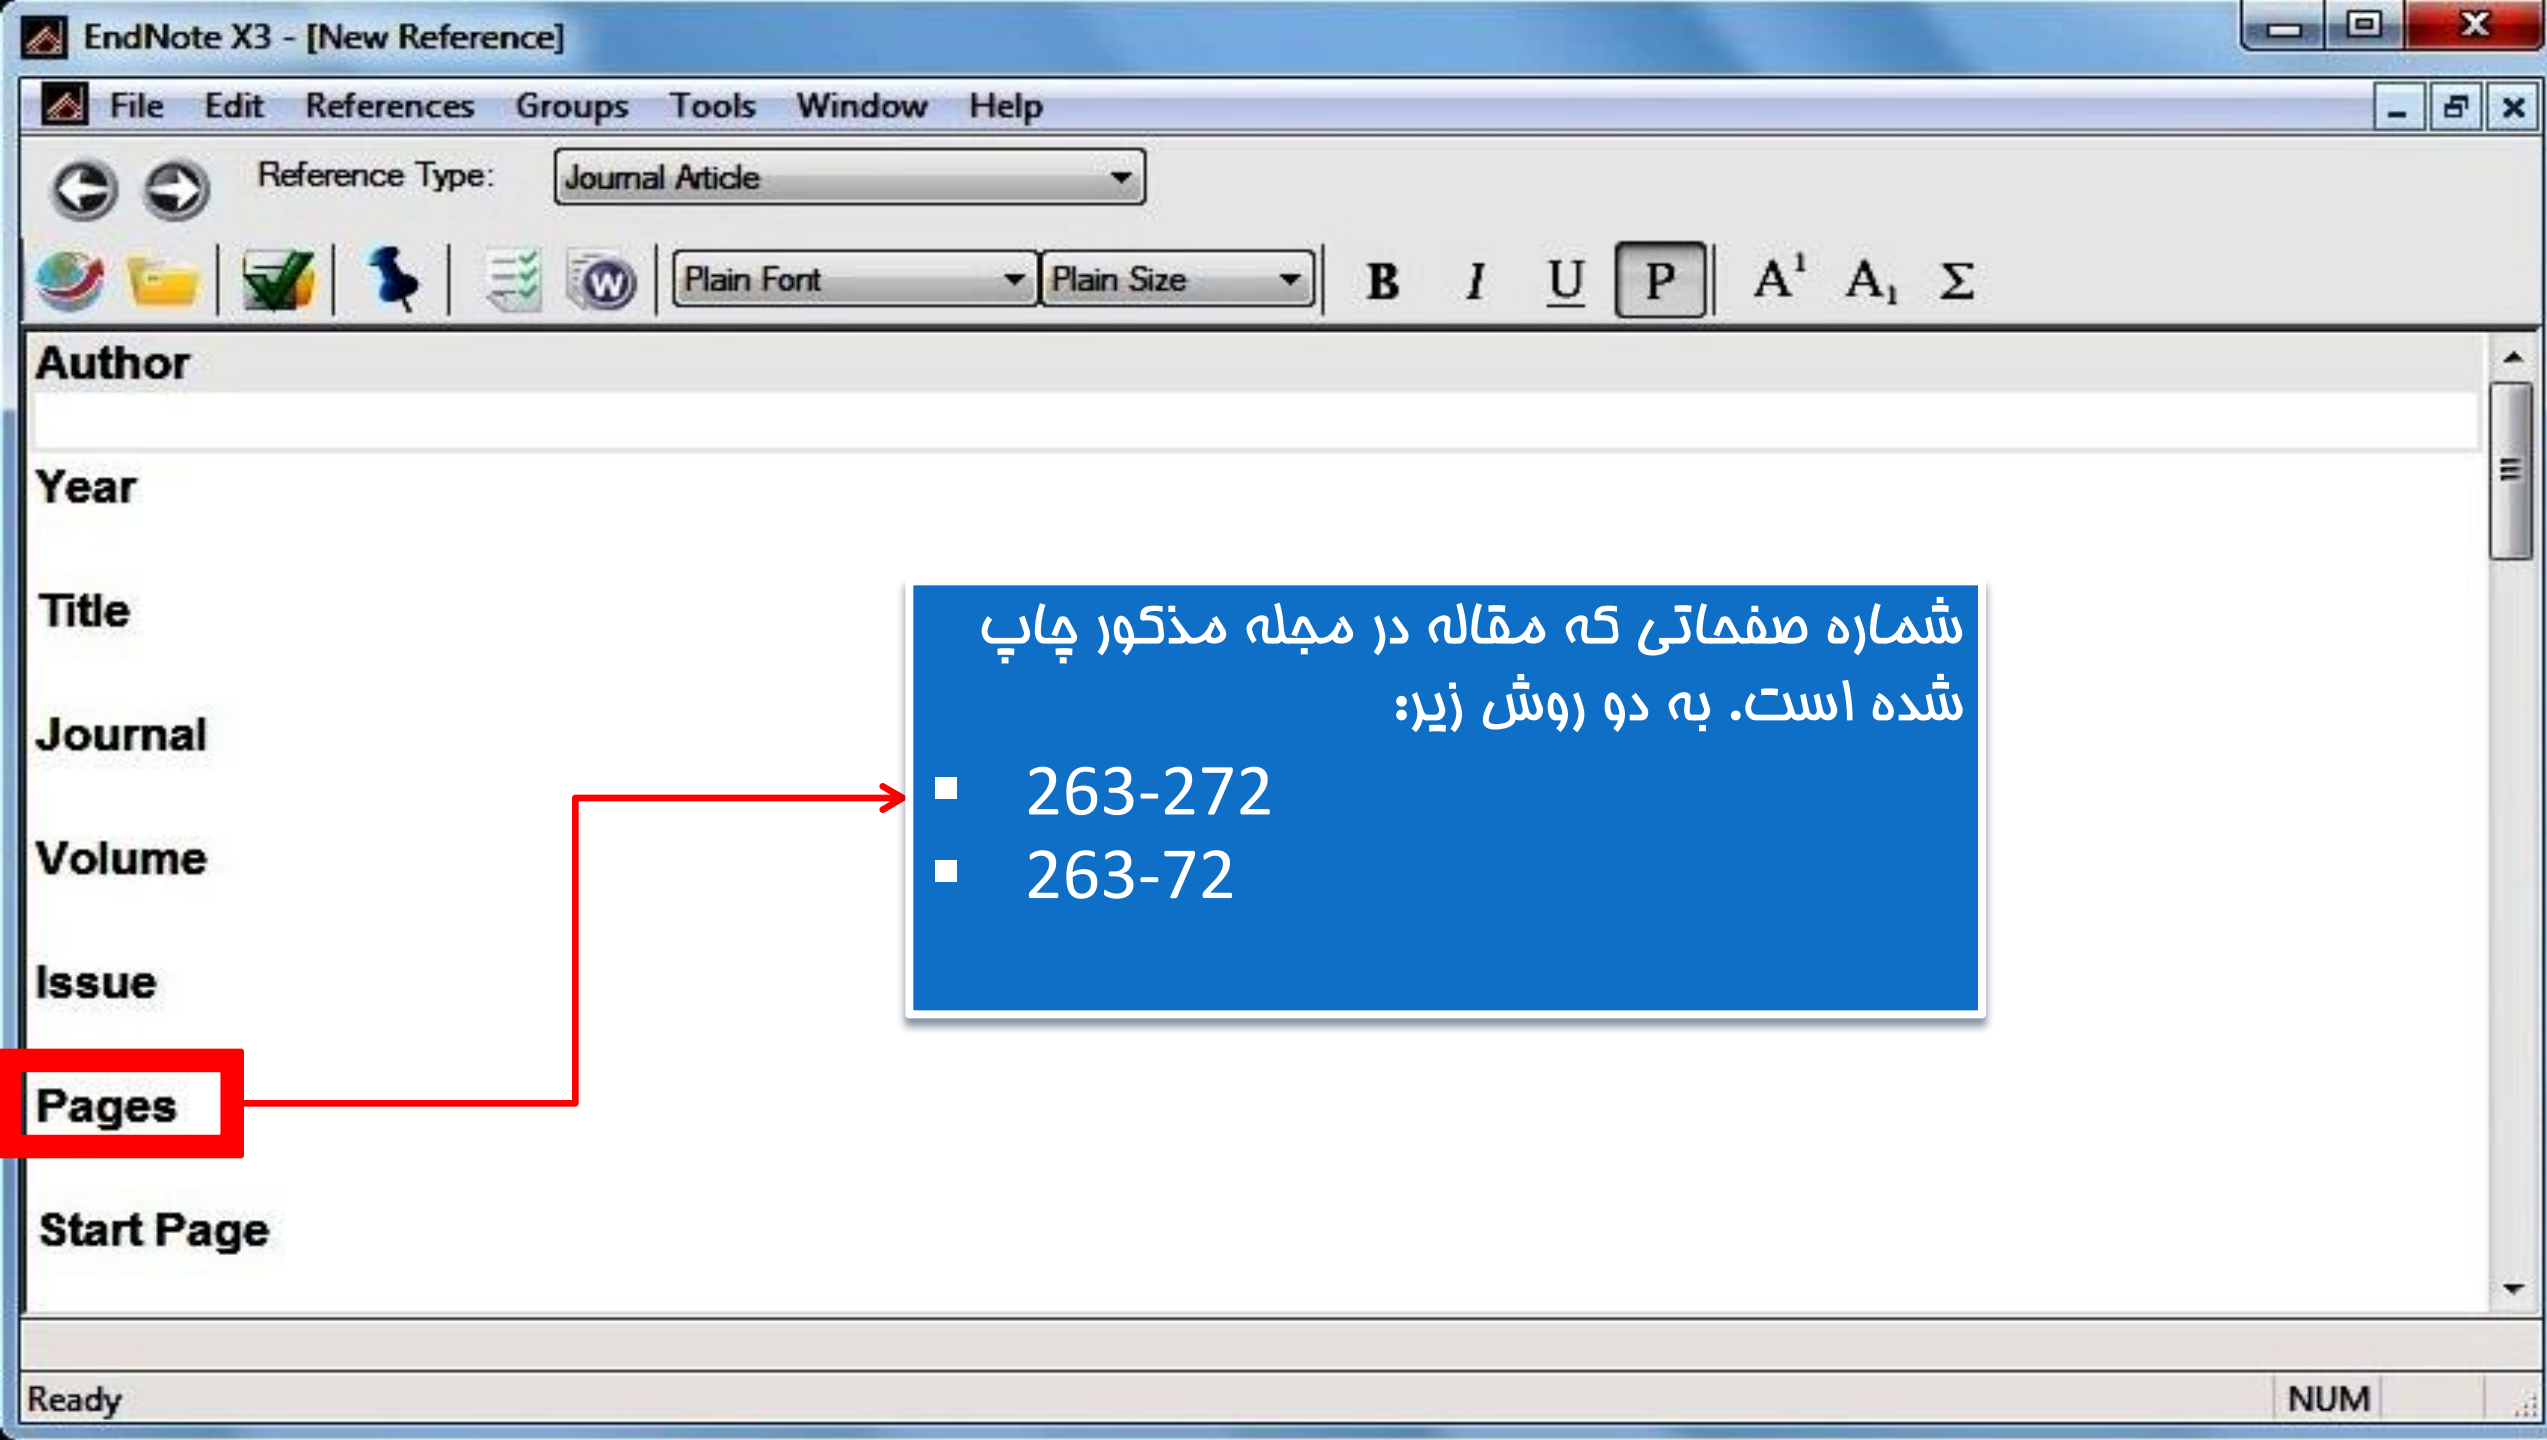 EndNote X3 - [New Reference]
File Edit References Groups Tools Window Help
Reference Type: Journal Article
Plain Font Plain Size B I U P A¹ A₁ Σ
Author
Year
Title
شماره صفحاتی که مقاله در مجله مذکور چاپ
شده است. به دو روش زیر:
Journal
▪ 263-272
Volume
▪ 263-72
Issue
Pages
Start Page
Ready NUM